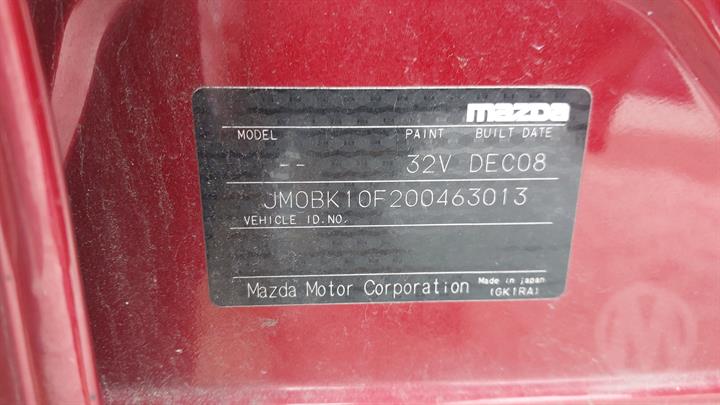 mazda
MODEL PAINT BUILT DATE
-- 32V DEC08
JM0BK10F200463013
VEHICLE ID.NO.
Mazda Motor Corporation Made in japan
(GK1RA)
M